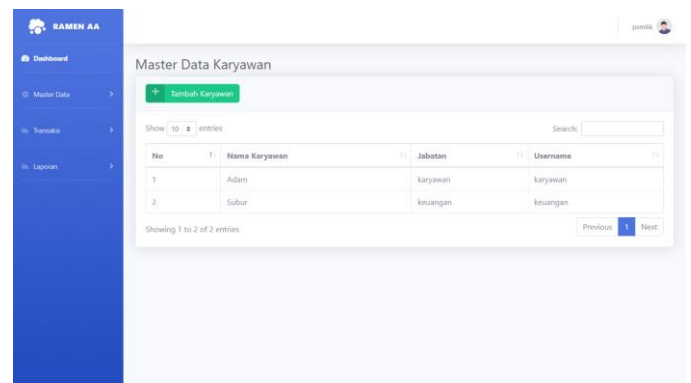 RAMEN AA
pemilik
Dashboard
Master Data
Transaksi
Laporan
Master Data Karyawan
+ Tambah Karyawan
Show 10 entries
Search:
No Nama Karyawan Jabatan Username
1 Adam karyawan karyawan
2 Subur keuangan keuangan
Showing 1 to 2 of 2 entries
Previous 1 Next